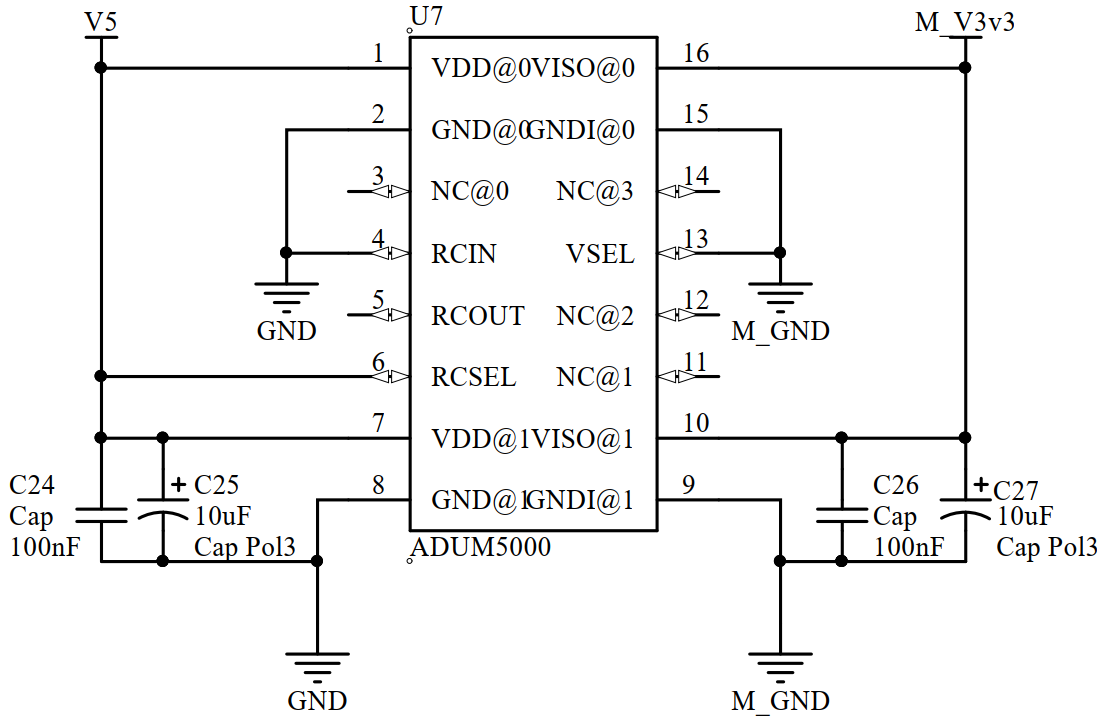 V5
U7
M_V3v3
1
VDD@0
VISO@0
16
2
GND@0
GNDI@0
15
3
NC@0
NC@3
14
4
RCIN
VSEL
13
GND
5
RCOUT
NC@2
12
M_GND
6
RCSEL
NC@1
11
7
VDD@1
VISO@1
10
8
GND@1
GNDI@1
9
C24
Cap
100nF
+
C25
10uF
Cap Pol3
C26
Cap
100nF
+
C27
10uF
Cap Pol3
ADUM5000
GND
M_GND